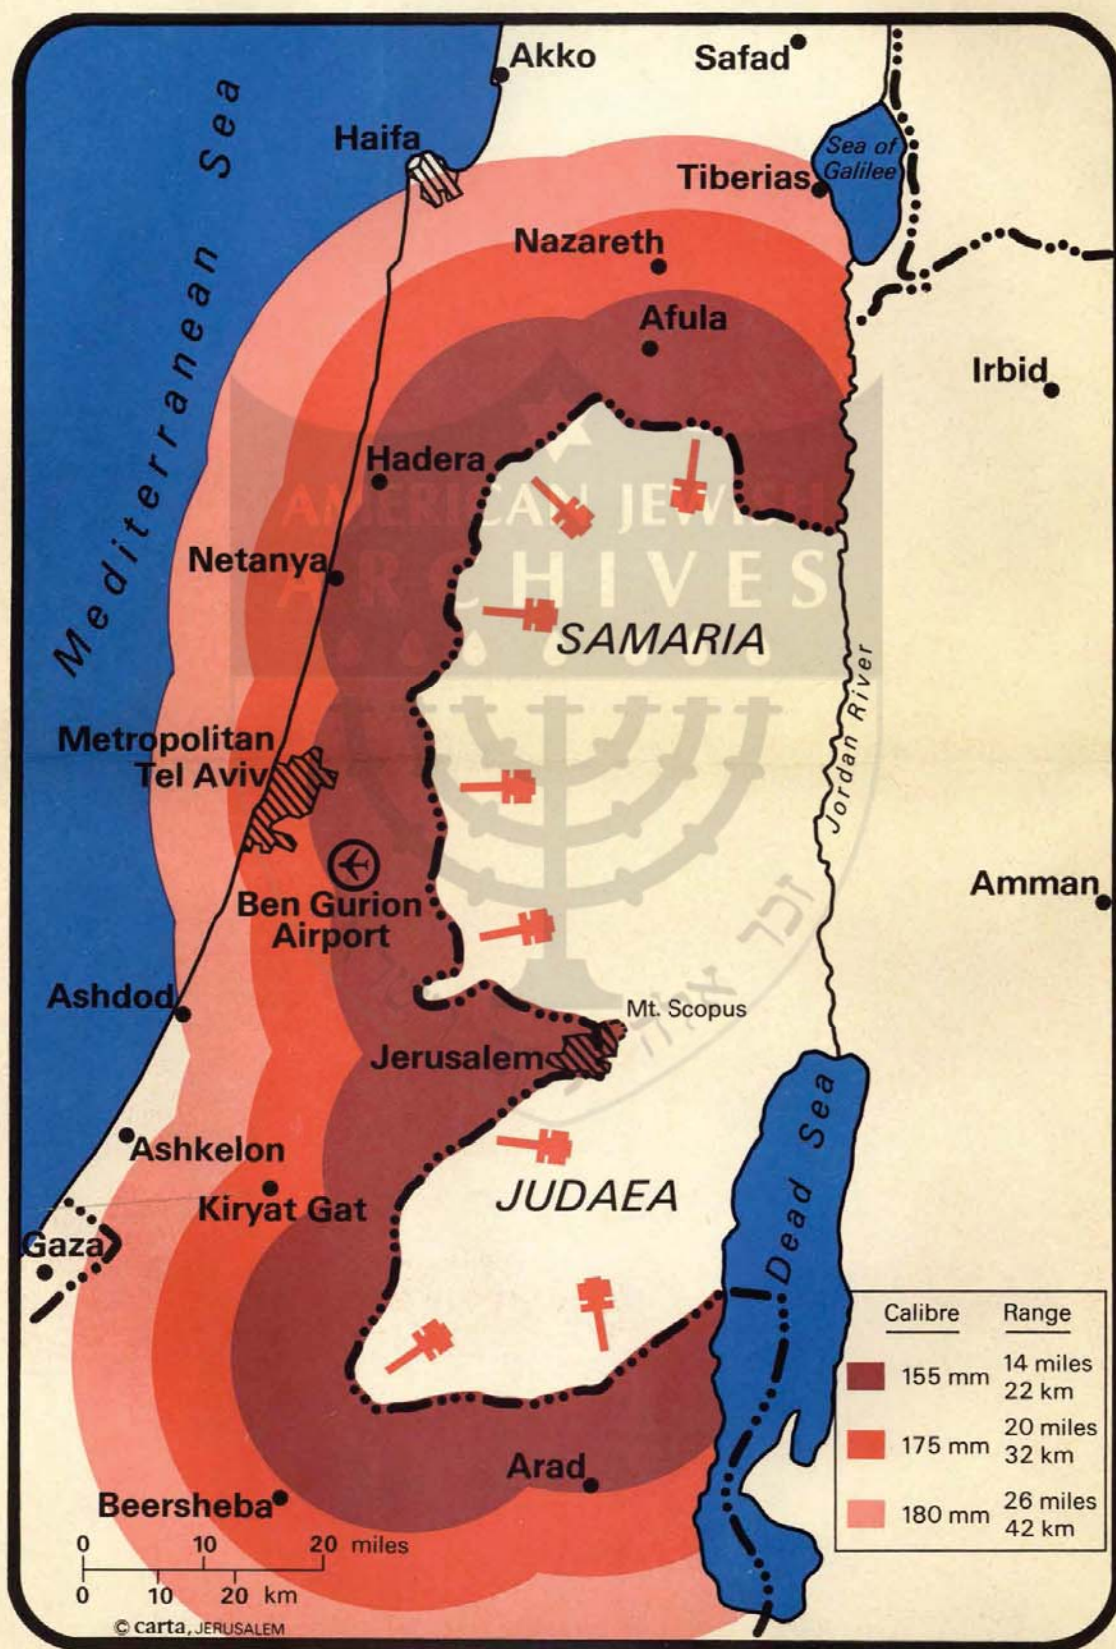 Akko
Safad
Haifa
Sea of
Galilee
Tiberias
Nazareth
Afula
Irbid
Mediterranean Sea
Hadera
AMERICAN JEWISH
ARCHIVES
Netanya
SAMARIA
Jordan River
Metropolitan
Tel Aviv
Ben Gurion
Airport
Amman
Ashdod
Mt. Scopus
Jerusalem
זכר
Ashkelon
Kiryat Gat
JUDAEA
Dead Sea
Gaza
Calibre Range
155 mm 14 miles
22 km
175 mm 20 miles
32 km
180 mm 26 miles
42 km
Arad
Beersheba
0 10 20 miles
0 10 20 km
© carta, JERUSALEM